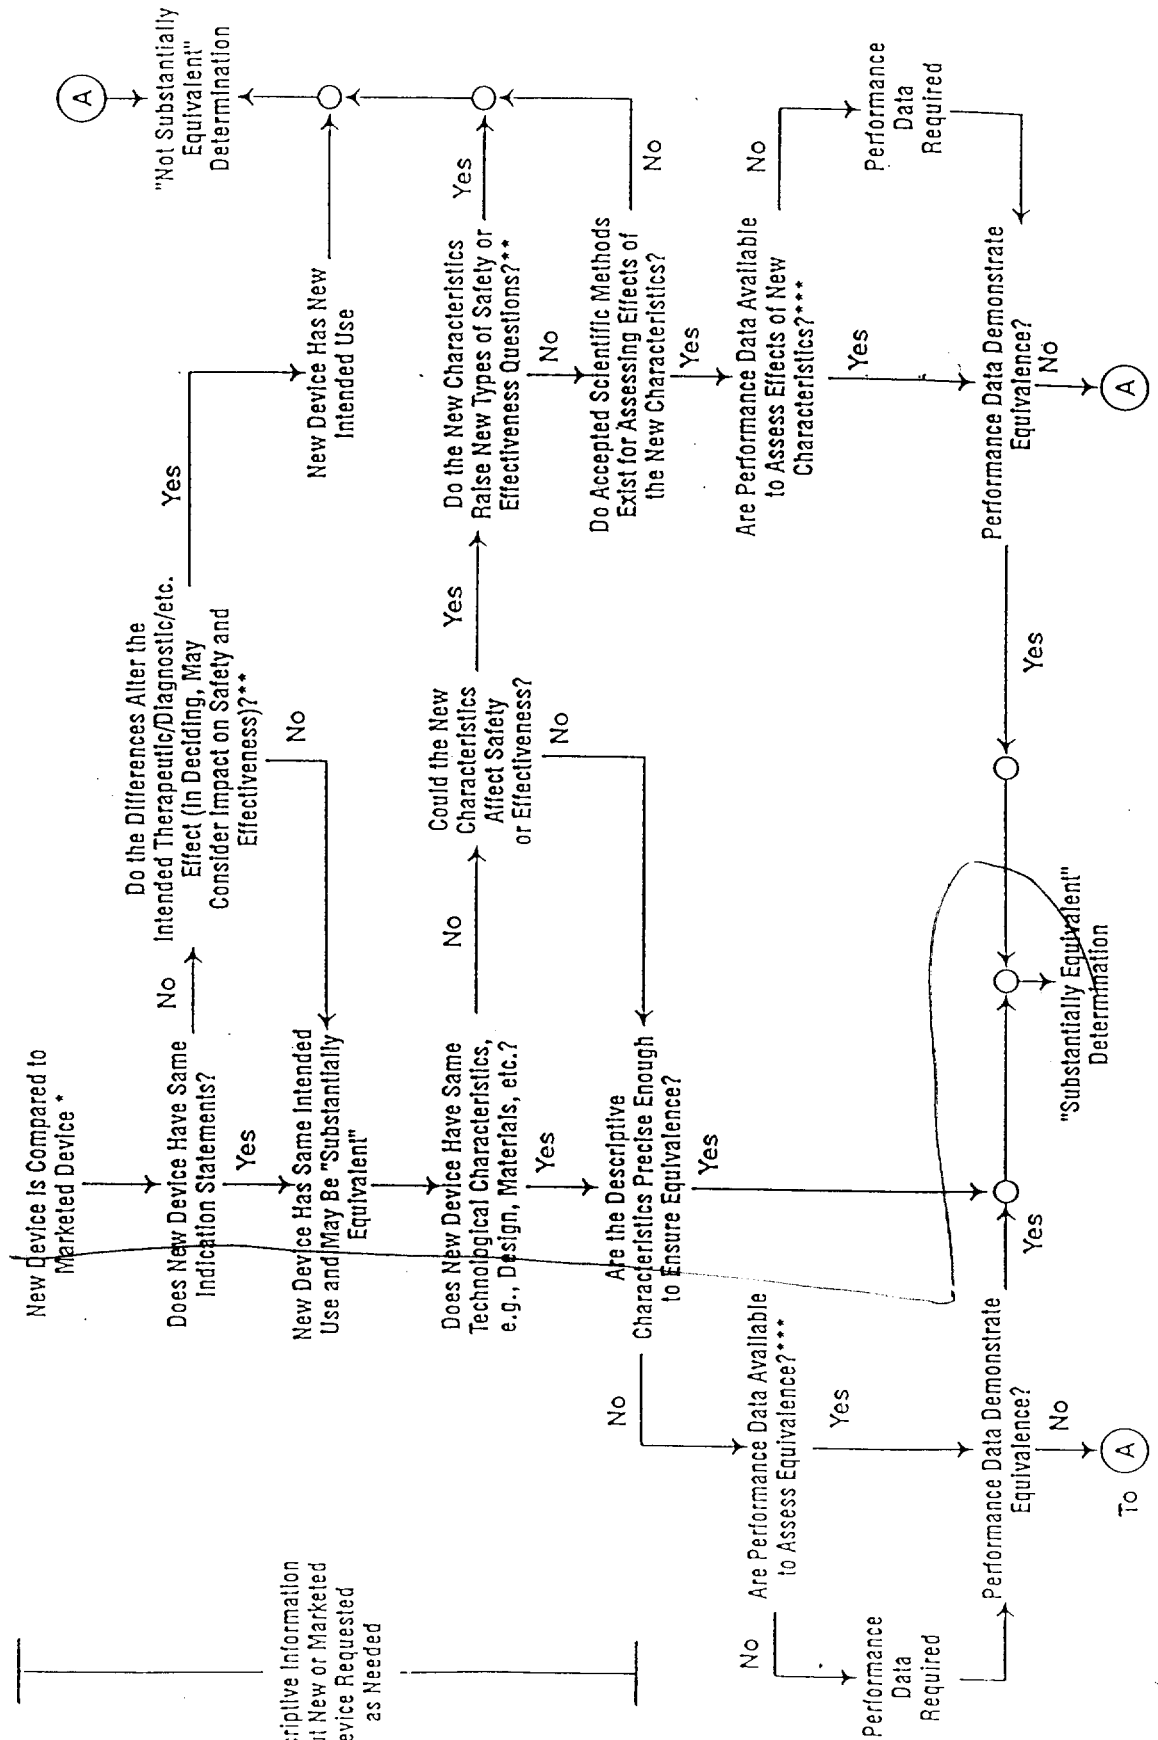 New Device Is Compared to
Marketed Device *
Does New Device Have Same
Indication Statements?
No
Do the Differences Alter the
Intended Therapeutic/Diagnostic/etc.
Effect (in Deciding, May
Consider Impact on Safety and
Effectiveness)?**
Yes
"Not Substantially
Equivalent"
Determination
A
Yes
No
New Device Has Same Intended
Use and May Be "Substantially
Equivalent"
New Device Has New
Intended Use
Does New Device Have Same
Technological Characteristics,
e.g., Design, Materials, etc.?
No
Could the New
Characteristics
Affect Safety
or Effectiveness?
Yes
Do the New Characteristics
Raise New Types of Safety or
Effectiveness Questions?**
Yes
Yes
No
No
Are the Descriptive
Characteristics Precise Enough
to Ensure Equivalence?
Do Accepted Scientific Methods
Exist for Assessing Effects of
the New Characteristics?
No
No
Yes
Yes
Are Performance Data Available
to Assess Equivalence?***
Are Performance Data Available
to Assess Effects of New
Characteristics?***
No
No
Yes
Yes
Performance
Data
Required
Performance
Data
Required
Performance Data Demonstrate
Equivalence?
Yes
Yes
Performance Data Demonstrate
Equivalence?
No
No
"Substantially Equivalent"
Determination
To
A
A
New or Marketed
Requested
as Needed
Information